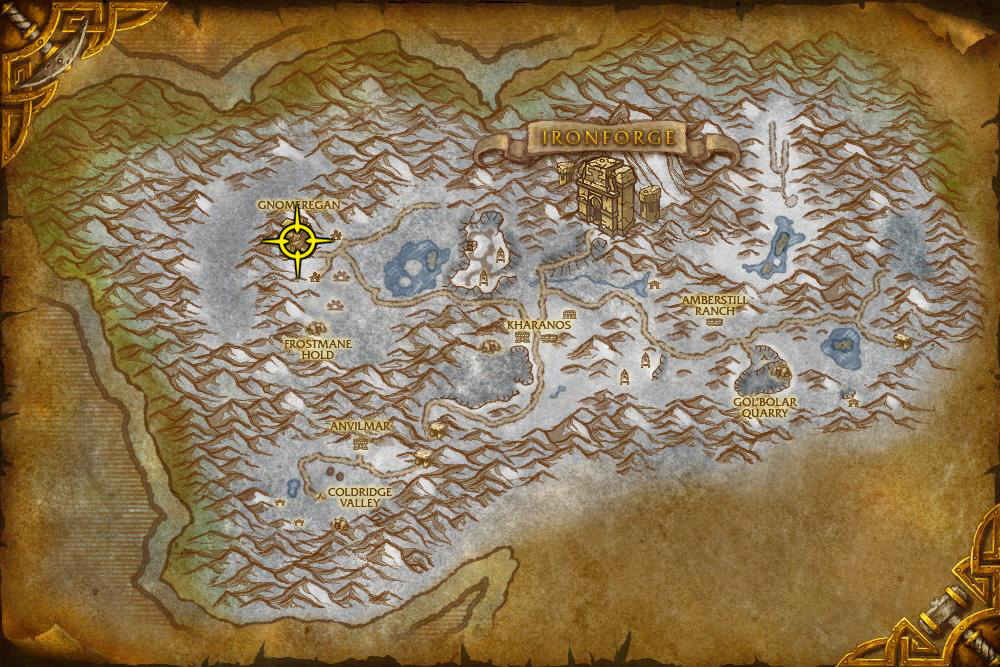 IRONFORGE
GNOMEREGAN
AMBERSTILL
RANCH
KHARANOS
FROSTMANE
HOLD
GOL'BOLAR
QUARRY
ANVILMAR
COLDRIDGE
VALLEY